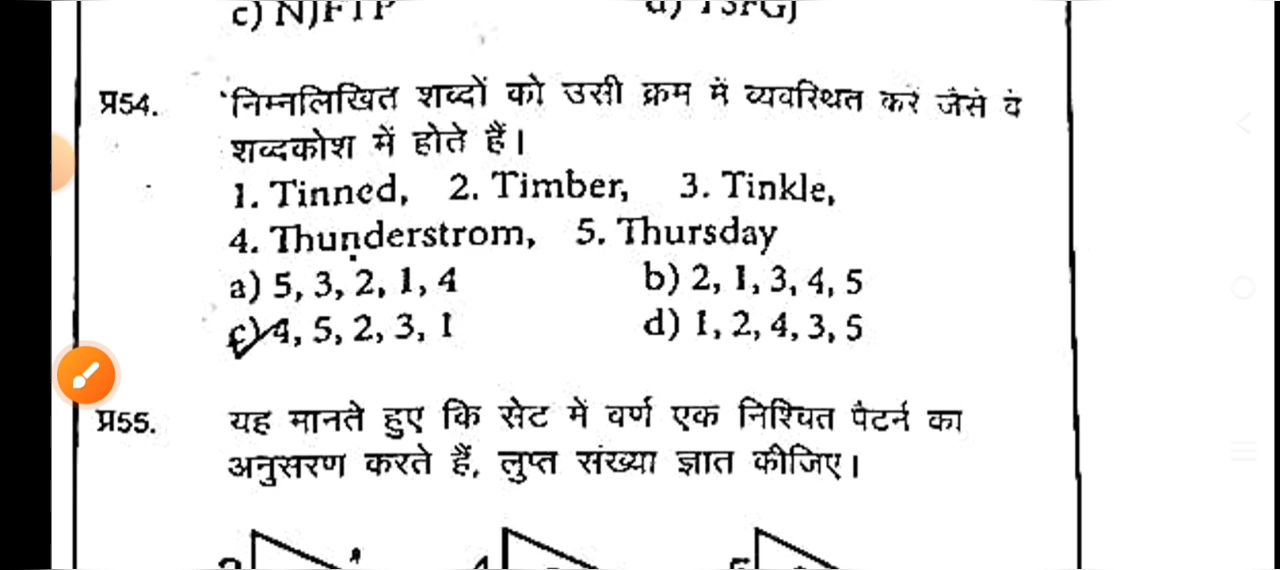 c) NJFTP d) TSFGJ
प्र54. निम्नलिखित शब्दों को उसी क्रम में व्यवस्थित करें जैसे वे
शब्दकोश में होते हैं।
1. Tinned, 2. Timber, 3. Tinkle,
4. Thunderstrom, 5. Thursday
a) 5, 3, 2, 1, 4 b) 2, 1, 3, 4, 5
c) 4, 5, 2, 3, 1 d) 1, 2, 4, 3, 5
प्र55. यह मानते हुए कि सेट में वर्ण एक निश्चित पैटर्न का
अनुसरण करते हैं, लुप्त संख्या ज्ञात कीजिए।